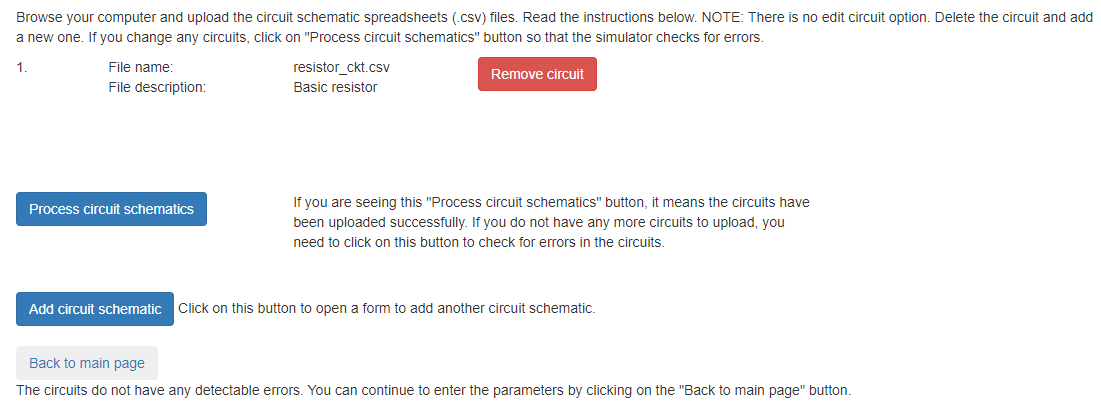 Browse your computer and upload the circuit schematic spreadsheets (.csv) files. Read the instructions below. NOTE: There is no edit circuit option. Delete the circuit and add
a new one. If you change any circuits, click on "Process circuit schematics" button so that the simulator checks for errors.
1. File name: resistor_ckt.csv Remove circuit
File description: Basic resistor
Process circuit schematics
If you are seeing this "Process circuit schematics" button, it means the circuits have
been uploaded successfully. If you do not have any more circuits to upload, you
need to click on this button to check for errors in the circuits.
Add circuit schematic Click on this button to open a form to add another circuit schematic.
Back to main page
The circuits do not have any detectable errors. You can continue to enter the parameters by clicking on the "Back to main page" button.